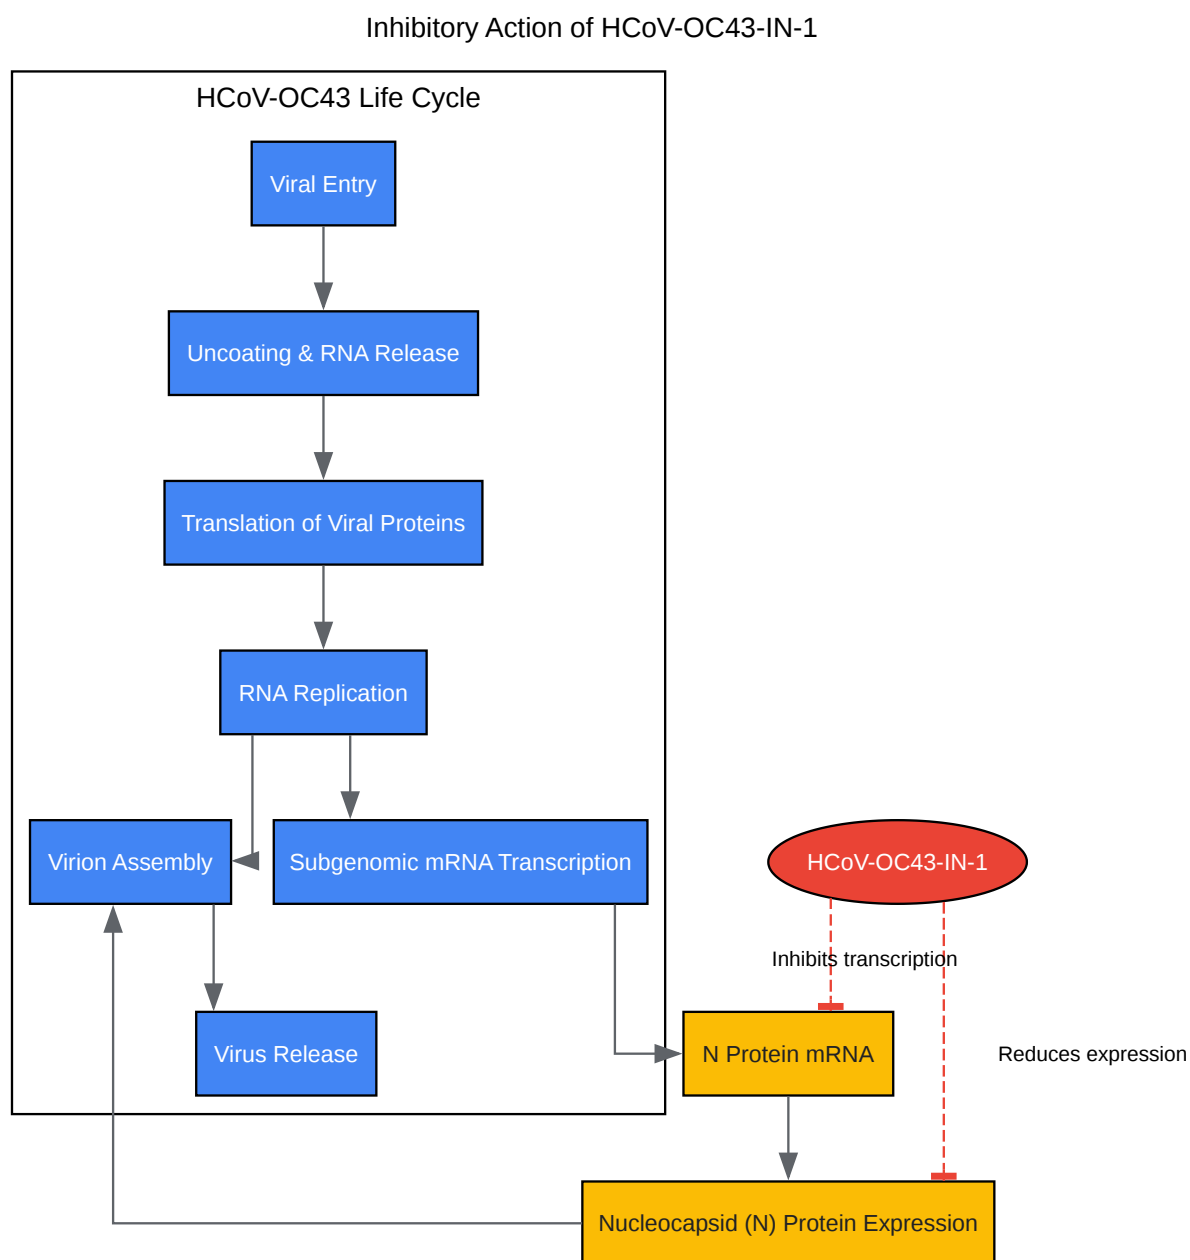 Inhibitory Action of HCoV-OC43-IN-1
HCoV-OC43 Life Cycle
Viral Entry
Uncoating & RNA Release
Translation of Viral Proteins
RNA Replication
Virion Assembly
Subgenomic mRNA Transcription
HCoV-OC43-IN-1
Inhibits transcription
Virus Release
N Protein mRNA
Reduces expression
Nucleocapsid (N) Protein Expression